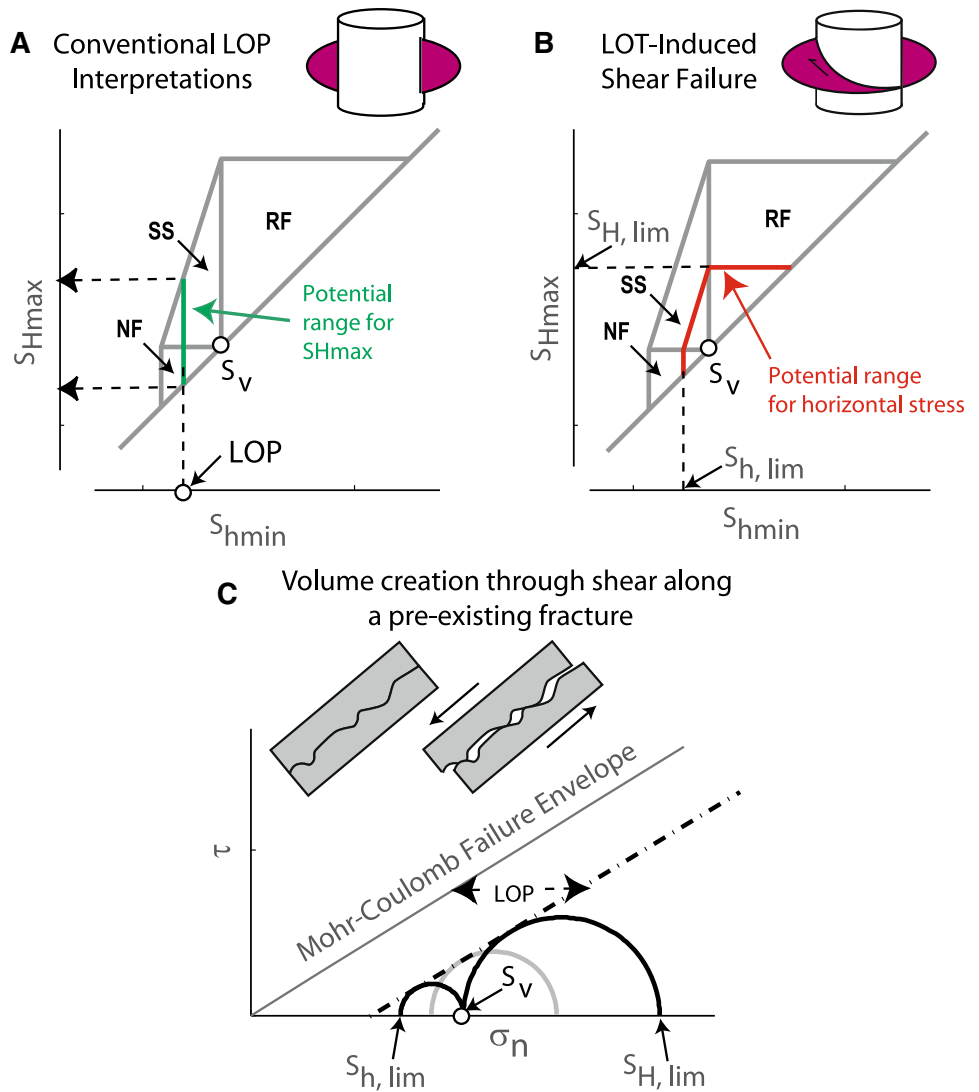 A
Conventional LOP
Interpretations
SHmax
SS
RF
NF
Sv
Potential
range for
SHmax
LOP
Shmin
B
LOT-Induced
Shear Failure
SHmax
SH, lim
SS
RF
NF
Sv
Potential range
for horizontal stress
Sh, lim
Shmin
C
Volume creation through shear along
a pre-existing fracture
τ
Mohr-Coulomb Failure Envelope
LOP
Sv
σn
Sh, lim
SH, lim